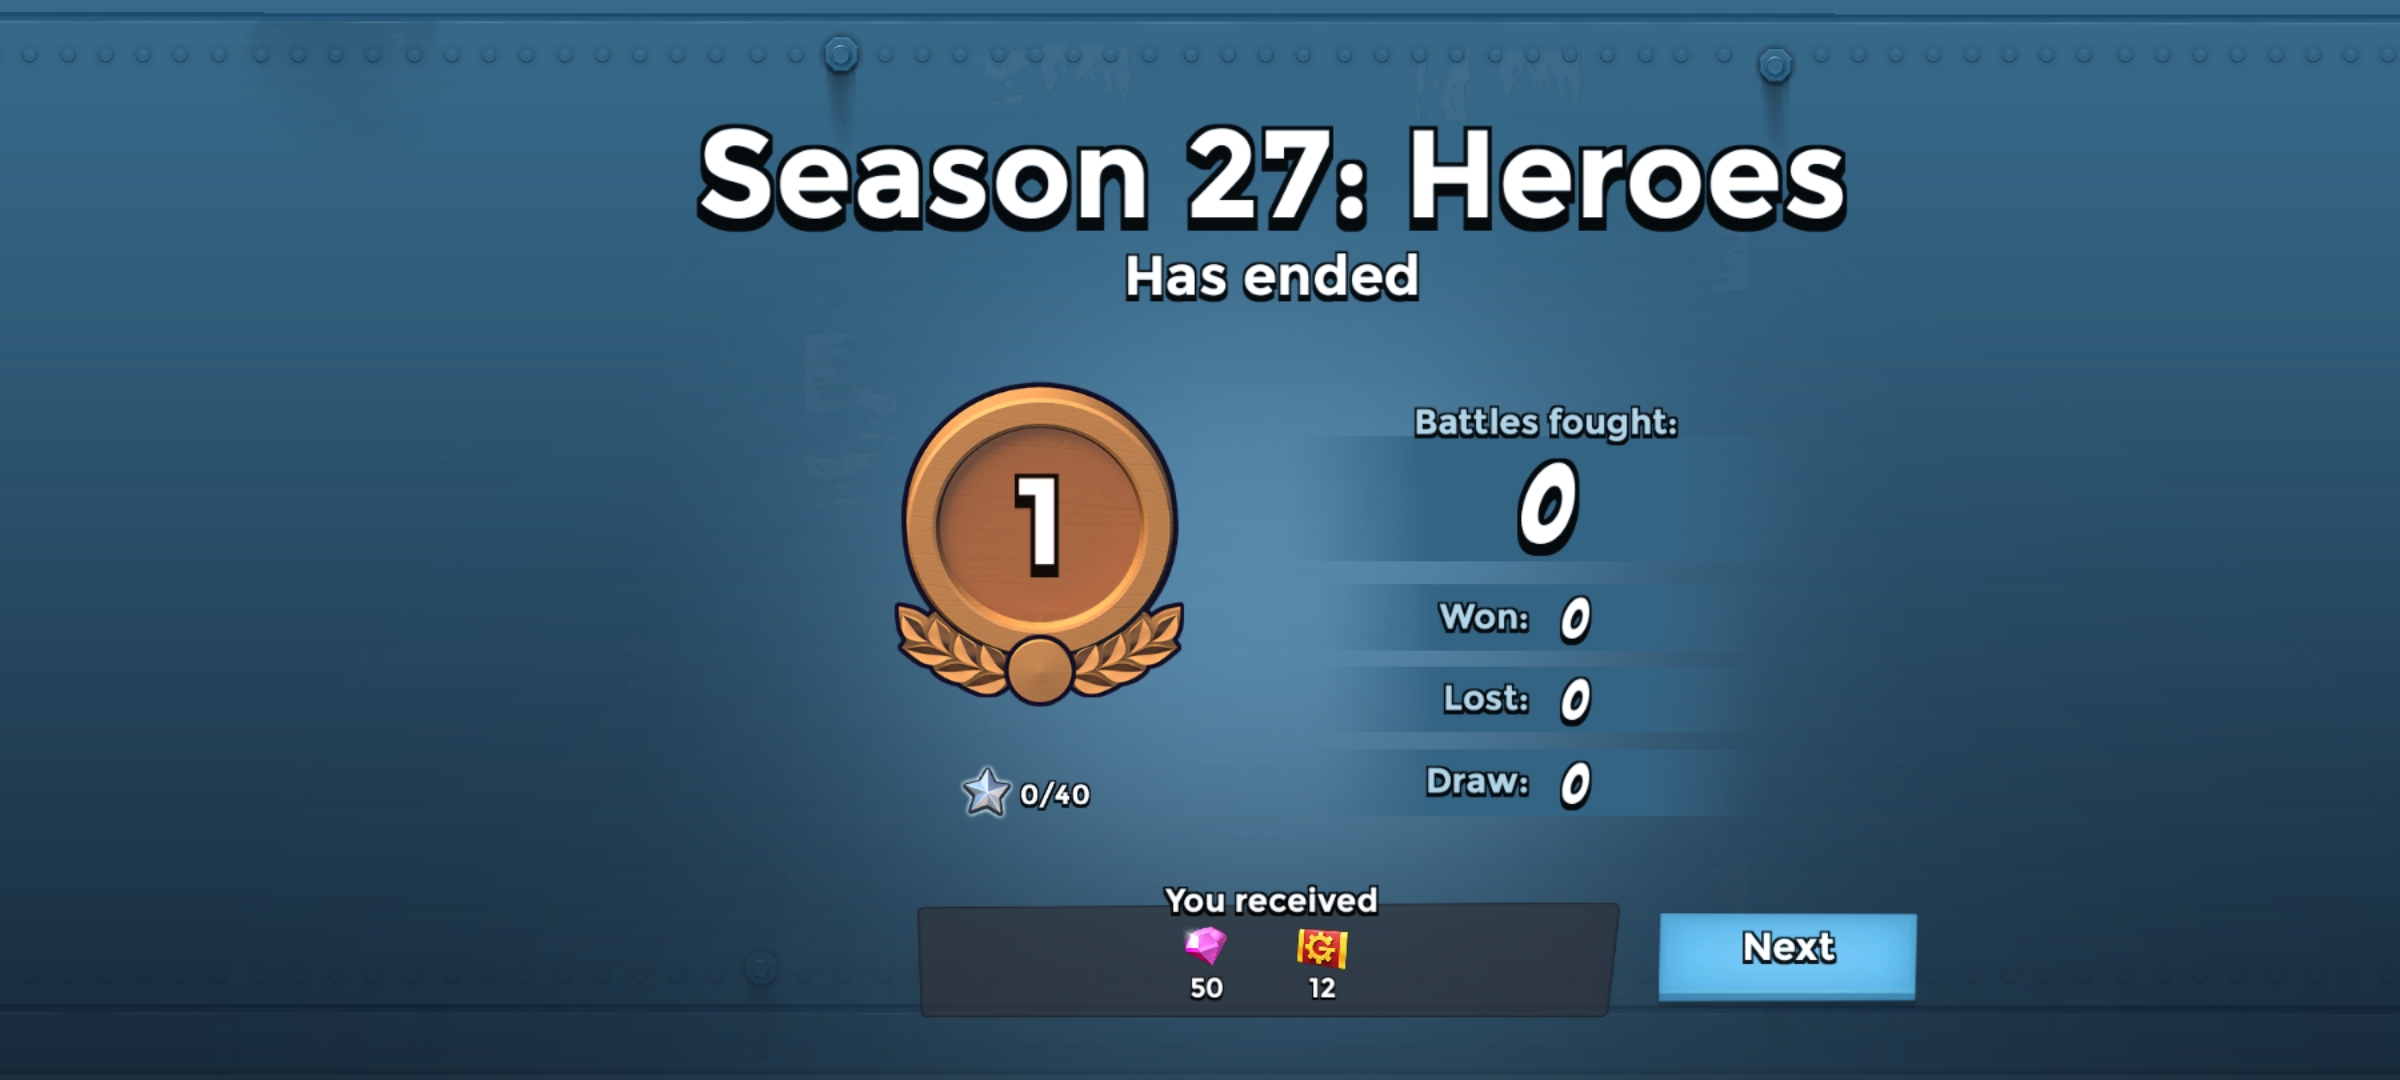 Season 27: Heroes
Has ended
1
0/40
Battles fought:
0
Won: 0
Lost: 0
Draw: 0
You received
G
50 12
Next